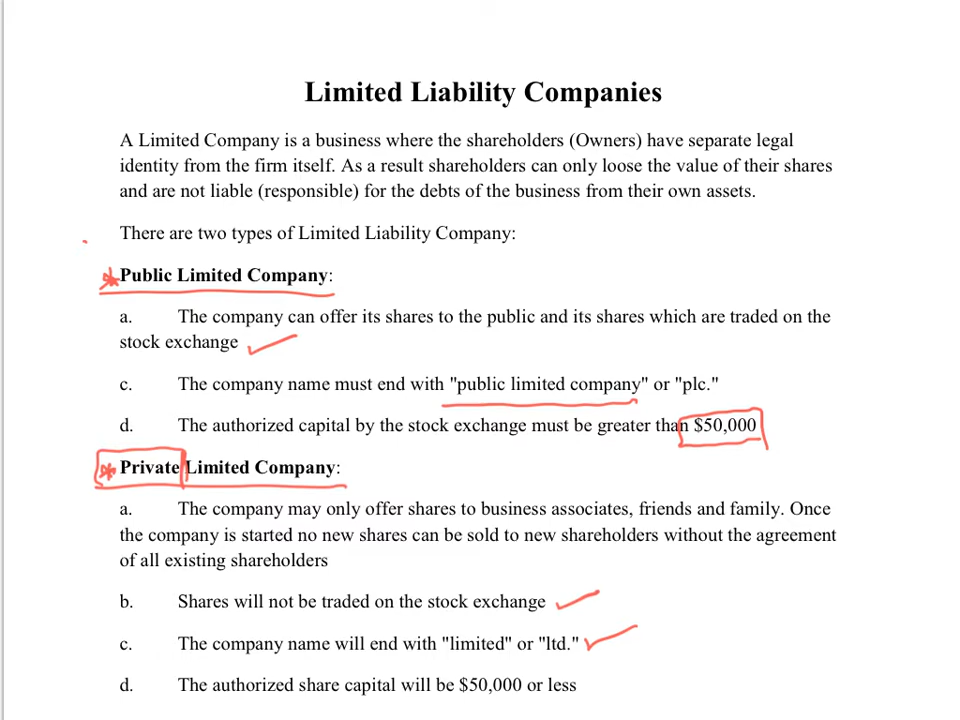 Limited Liability Companies
A Limited Company is a business where the shareholders (Owners) have separate legal
identity from the firm itself. As a result shareholders can only loose the value of their shares
and are not liable (responsible) for the debts of the business from their own assets.
There are two types of Limited Liability Company:
Public Limited Company:
a. The company can offer its shares to the public and its shares which are traded on the
stock exchange
c. The company name must end with "public limited company" or "plc."
d. The authorized capital by the stock exchange must be greater than $50,000
Private Limited Company:
a. The company may only offer shares to business associates, friends and family. Once
the company is started no new shares can be sold to new shareholders without the agreement
of all existing shareholders
b. Shares will not be traded on the stock exchange
c. The company name will end with "limited" or "ltd."
d. The authorized share capital will be $50,000 or less